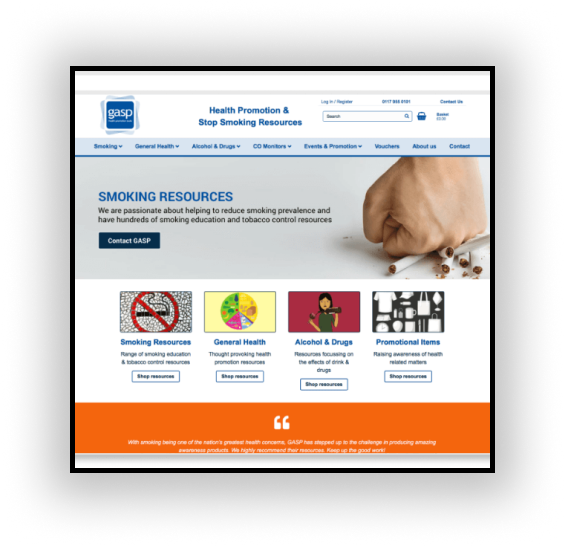 gasp
Health Promotion &
Stop Smoking Resources
Log in / Register
0117 955 0101
Contact Us
Search
Basket
£0.00
Smoking
General Health
Alcohol & Drugs
CO Monitors
Events & Promotion
Vouchers
About us
Contact
SMOKING RESOURCES
We are passionate about helping to reduce smoking prevalence and
have hundreds of smoking education and tobacco control resources
Contact GASP
Smoking Resources
Range of smoking education
& tobacco control resources
Shop resources
General Health
Thought provoking health
promotion resources
Shop resources
Alcohol & Drugs
Resources focussing on
the effects of drink &
drugs
Shop resources
Promotional Items
Raising awareness of health
related matters
Shop resources
“
With smoking being one of the nation's greatest health concerns, GASP has stepped up to the challenge in producing amazing
awareness products. We highly recommend their resources. Keep up the good work!